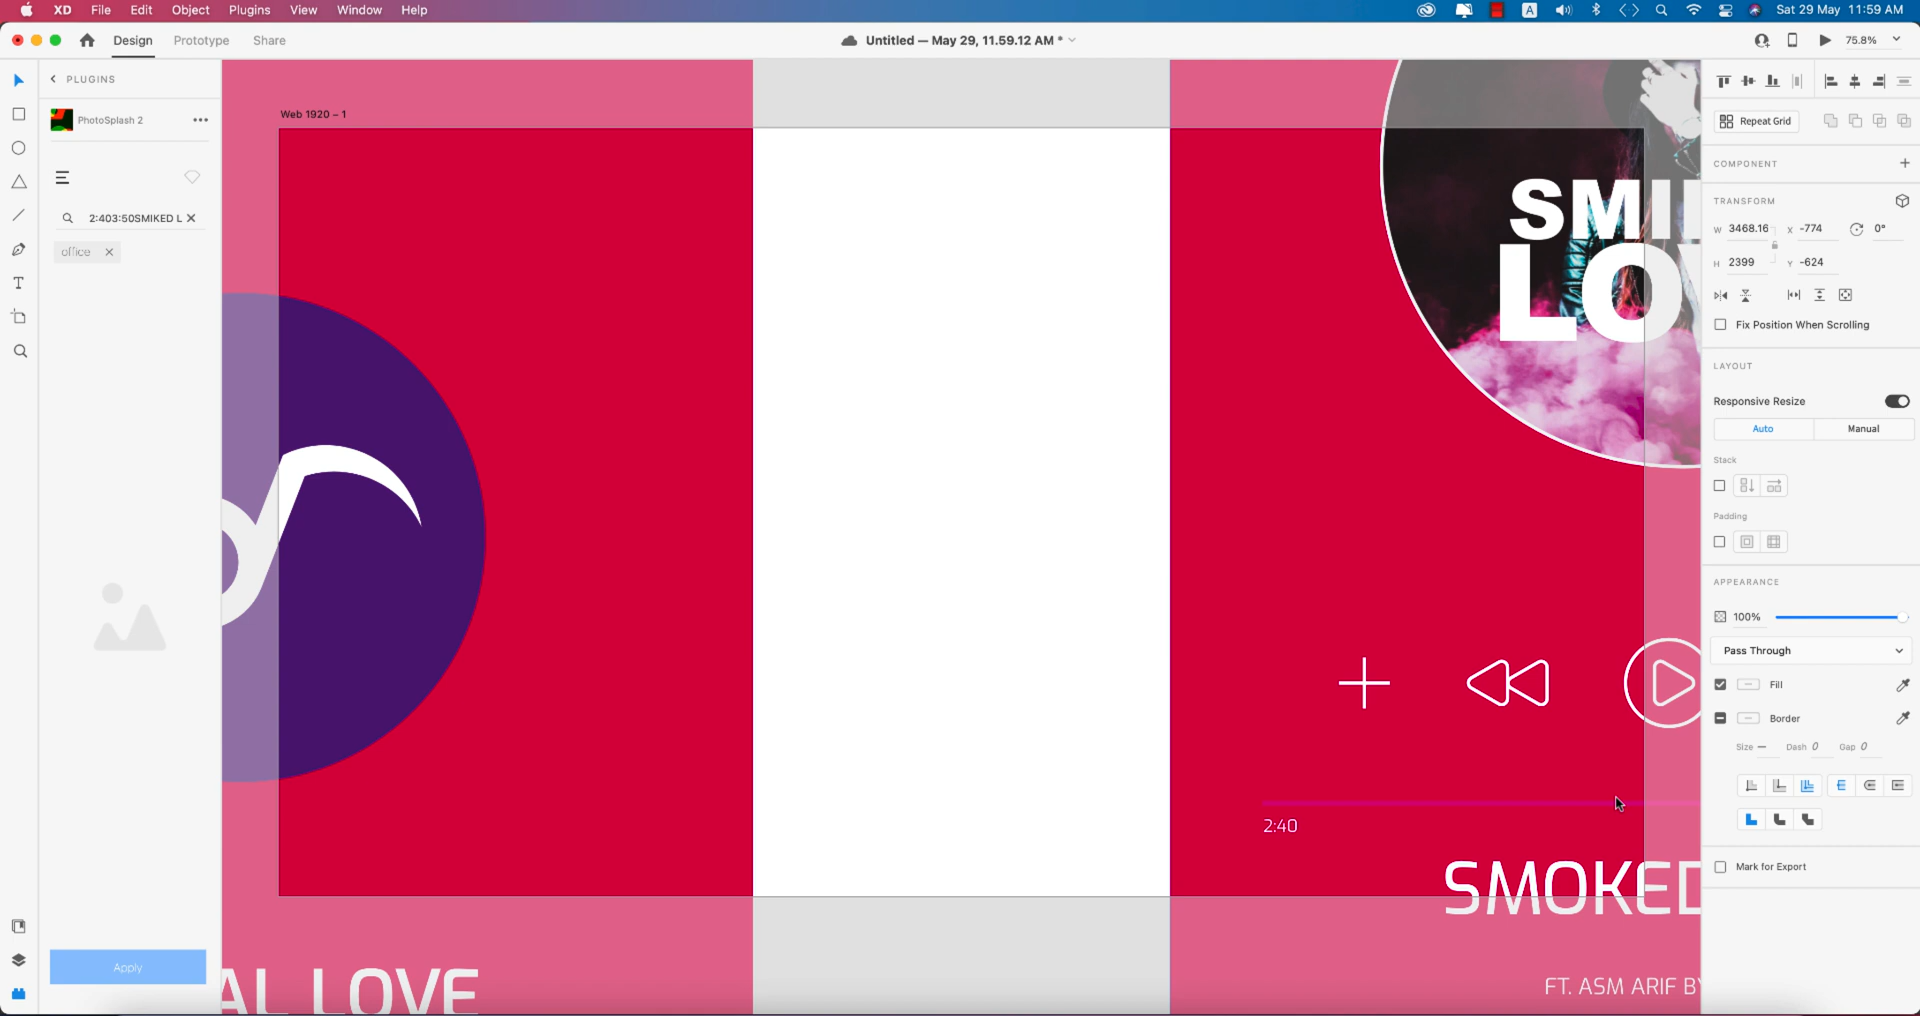 XD File Edit Object Plugins View Window Help
A
Sat 29 May 11:59 AM
Design Prototype Share
Untitled — May 29, 11.59.12 AM *
75.8%
PLUGINS
PhotoSplash 2
2:403:50SMIKED L
office
Apply
Web 1920 – 1
SMI
LO
2:40
SMOKED
AL LOVE
FT. ASM ARIF BY
Repeat Grid
COMPONENT
TRANSFORM
W 3468.16 X -774 0°
H 2399 Y -624
Fix Position When Scrolling
LAYOUT
Responsive Resize
Auto Manual
Stack
Padding
APPEARANCE
100%
Pass Through
Fill
Border
Size — Dash 0 Gap 0
Mark for Export